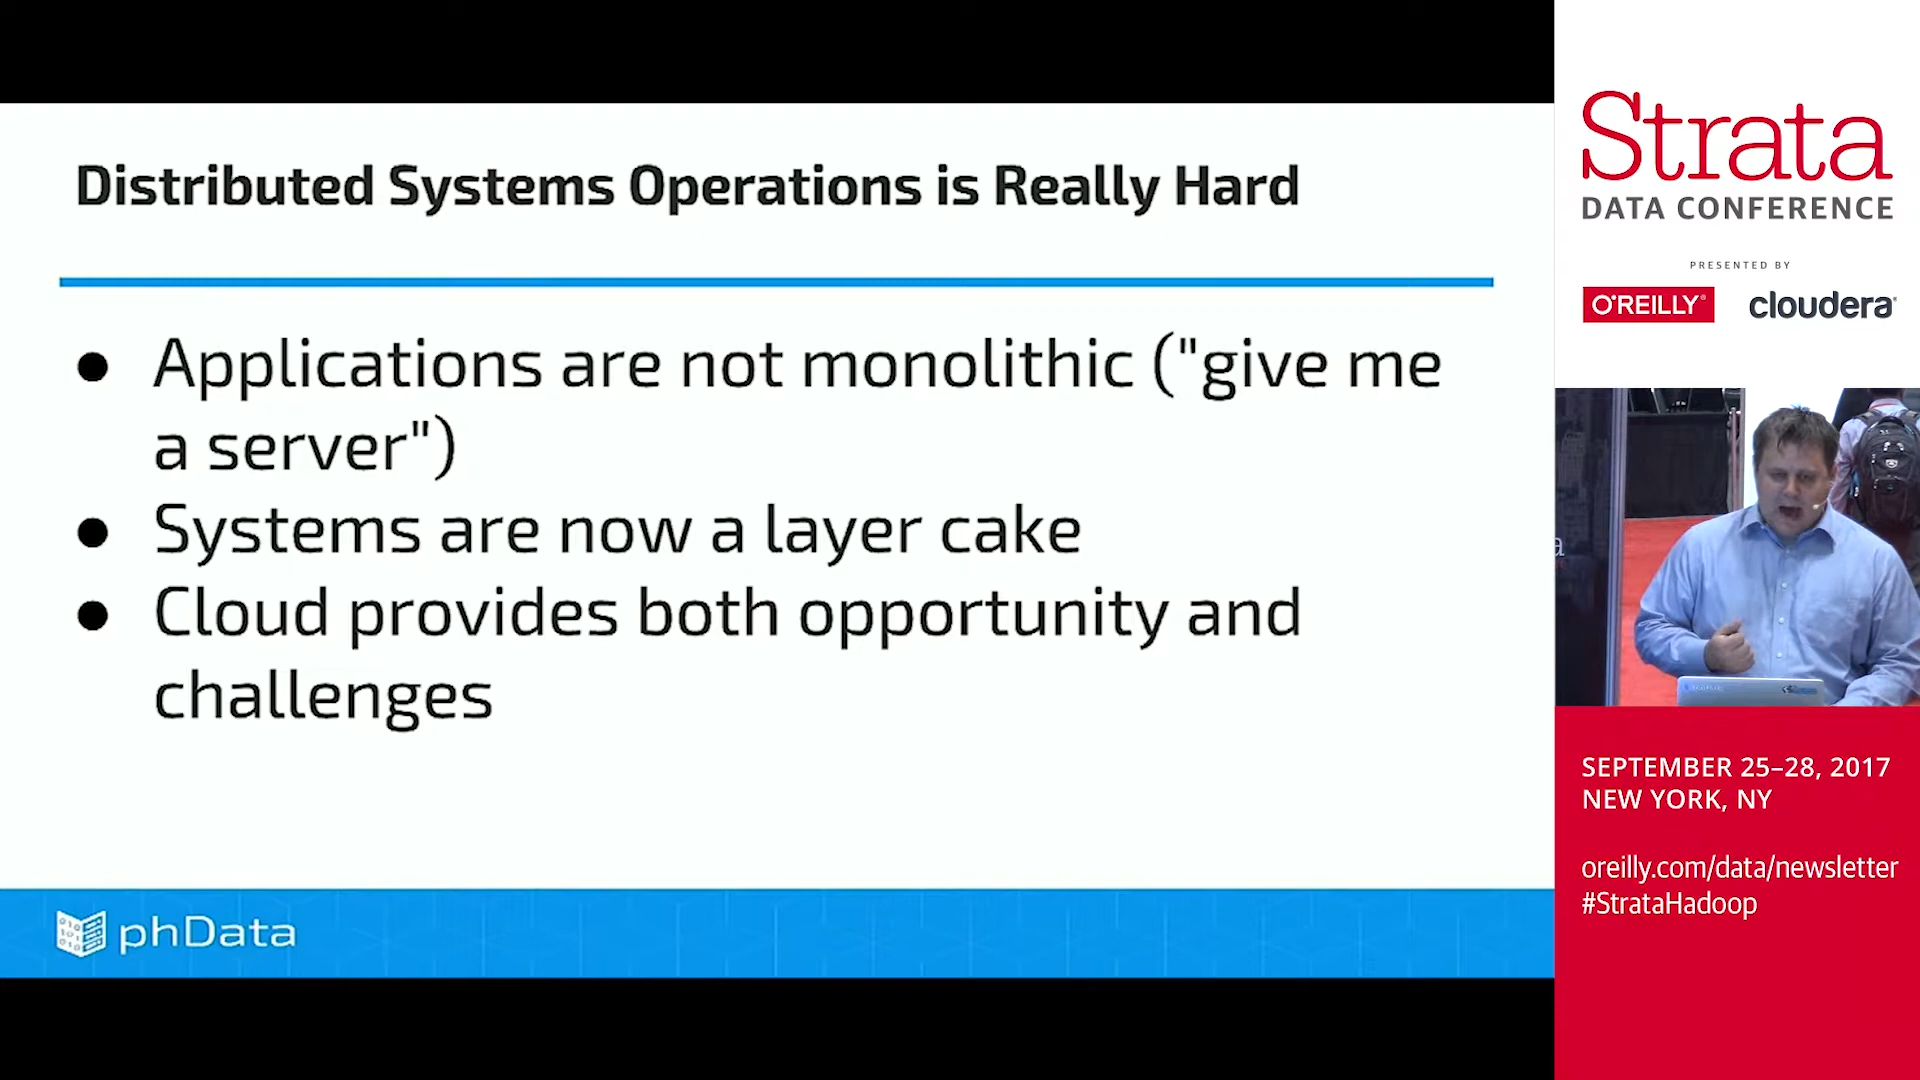 Distributed Systems Operations is Really Hard
● Applications are not monolithic ("give me
a server")
● Systems are now a layer cake
● Cloud provides both opportunity and
challenges
phData
Strata
DATA CONFERENCE
PRESENTED BY
O'REILLY®
cloudera®
SEPTEMBER 25–28, 2017
NEW YORK, NY
oreilly.com/data/newsletter
#StrataHadoop